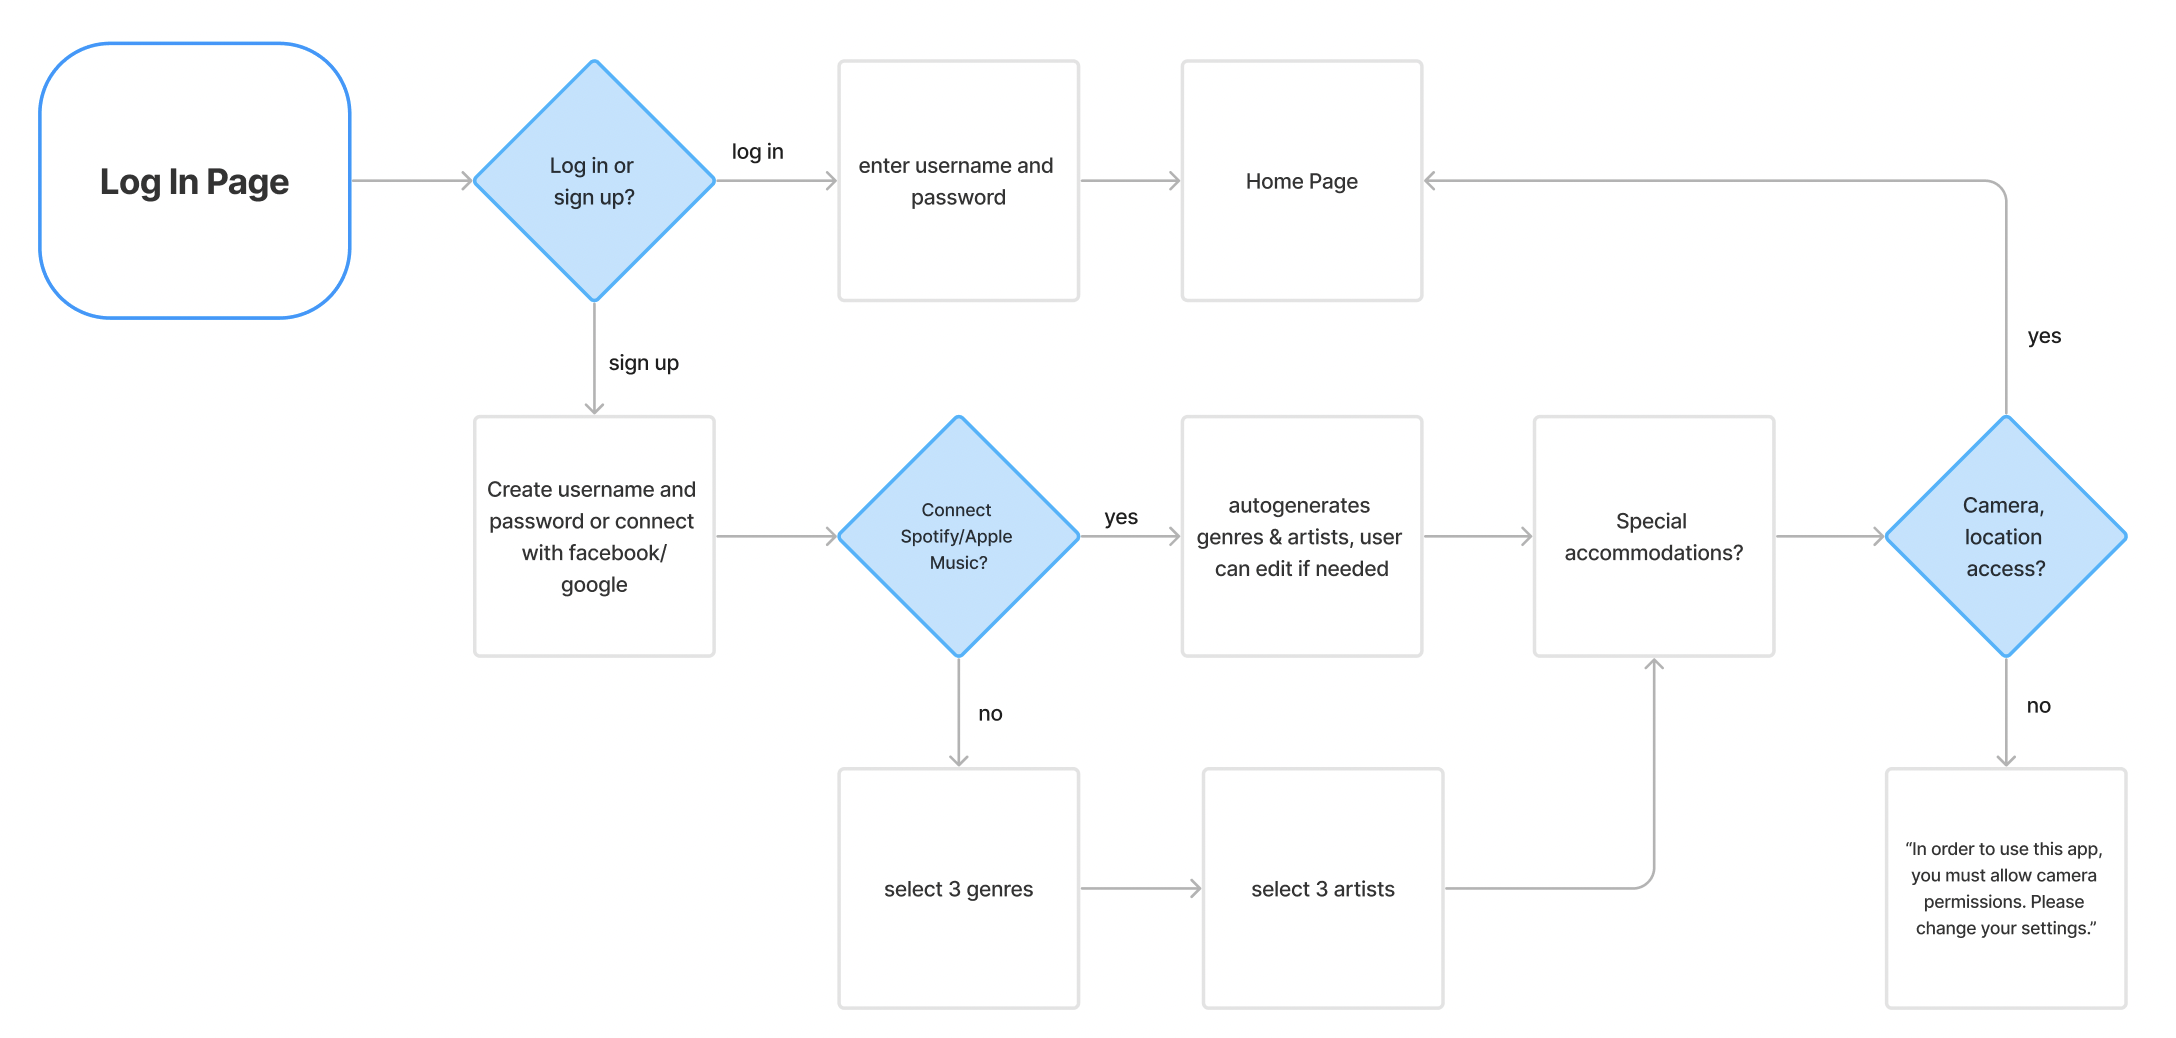 Log In Page
Log in or
sign up?
log in
enter username and
password
Home Page
sign up
yes
Create username and
password or connect
with facebook/
google
Connect
Spotify/Apple
Music?
yes
autogenerates
genres & artists, user
can edit if needed
Special
accommodations?
Camera,
location
access?
no
no
select 3 genres
select 3 artists
“In order to use this app,
you must allow camera
permissions. Please
change your settings.”